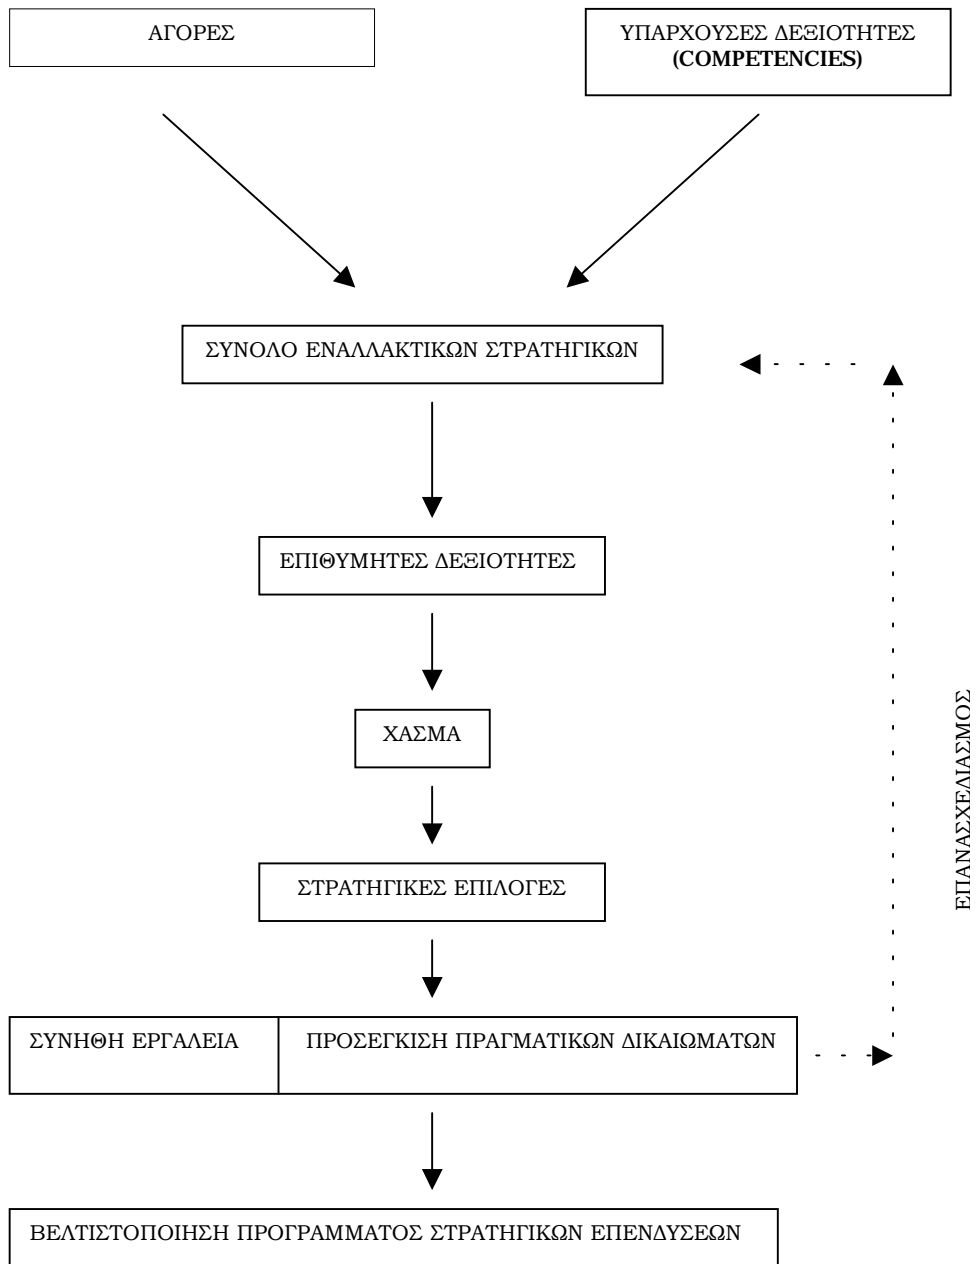 ΑΓΟΡΕΣ
ΥΠΑΡΧΟΥΣΕΣ ΔΕΞΙΟΤΗΤΕΣ
(COMPETENCIES)
ΣΥΝΟΛΟ ΕΝΑΛΛΑΚΤΙΚΩΝ ΣΤΡΑΤΗΓΙΚΩΝ
ΕΠΙΘΥΜΗΤΕΣ ΔΕΞΙΟΤΗΤΕΣ
ΧΑΣΜΑ
ΕΠΑΝΑΣΧΕΔΙΑΣΜΟΣ
ΣΤΡΑΤΗΓΙΚΕΣ ΕΠΙΛΟΓΕΣ
ΣΥΝΗΘΗ ΕΡΓΑΛΕΙΑ
ΠΡΟΣΕΓΚΙΣΗ ΠΡΑΓΜΑΤΙΚΩΝ ΔΙΚΑΙΩΜΑΤΩΝ
ΒΕΛΤΙΣΤΟΠΟΙΗΣΗ ΠΡΟΓΡΑΜΜΑΤΟΣ ΣΤΡΑΤΗΓΙΚΩΝ ΕΠΕΝΔΥΣΕΩΝ